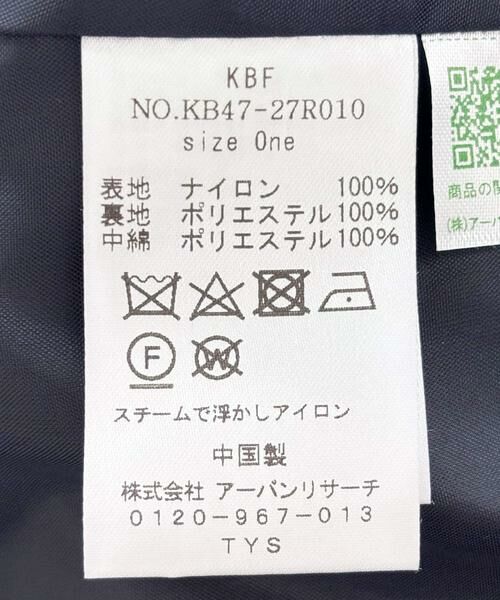 KBF
NO.KB47-27R010
size One
表地 ナイロン 100%
裏地 ポリエステル100%
中綿 ポリエステル100%
F
W
スチームで浮かしアイロン
中国製
株式会社 アーバンリサーチ
0120-967-013
TYS
商品の
(株)アー